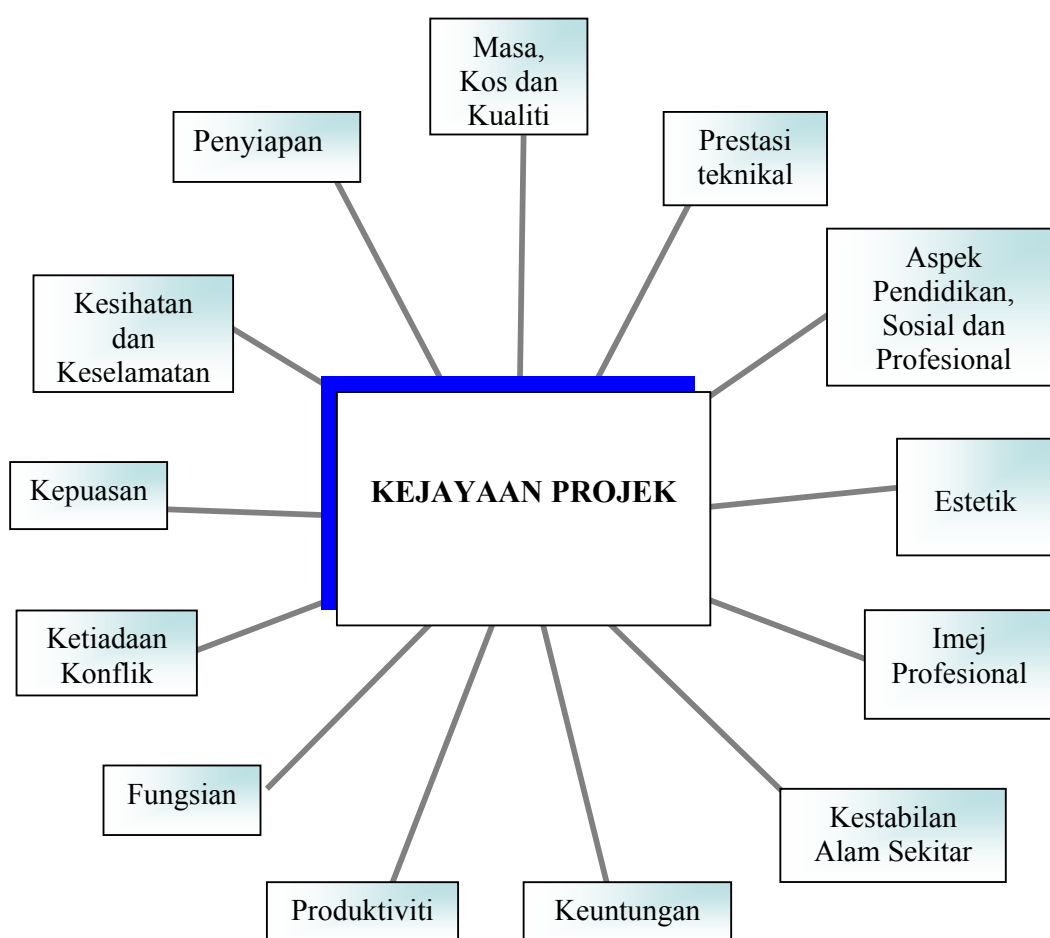 Masa,
Kos dan
Kualiti
Penyiapan
Prestasi
teknikal
Aspek
Pendidikan,
Sosial dan
Profesional
Kesihatan
dan
Keselamatan
KEJAYAAN PROJEK
Kepuasan
Estetik
Ketiadaan
Konflik
Imej
Profesional
Fungsian
Kestabilan
Alam Sekitar
Produktiviti
Keuntungan